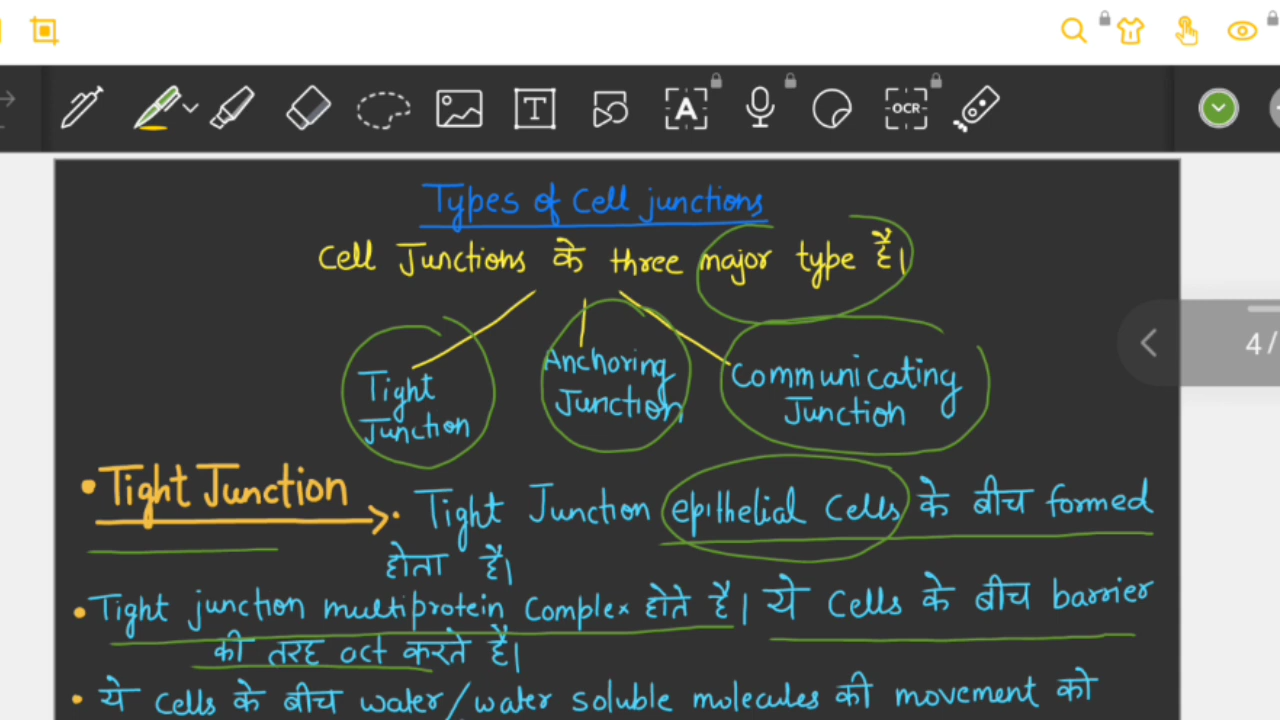 A
T
OCR
Types of Cell junctions
Cell Junctions के three major type हैं।
Tight
Junction
Anchoring
Junction
Communicating
Junction
4/
• Tight Junction → • Tight Junction epithelial Cells के बीच formed
होता है।
• Tight junction multiprotein Complex होते है। ये Cells के बीच barrier
की तरह act करते है।
• ये Cells के बीच water/water soluble molecules की movement को